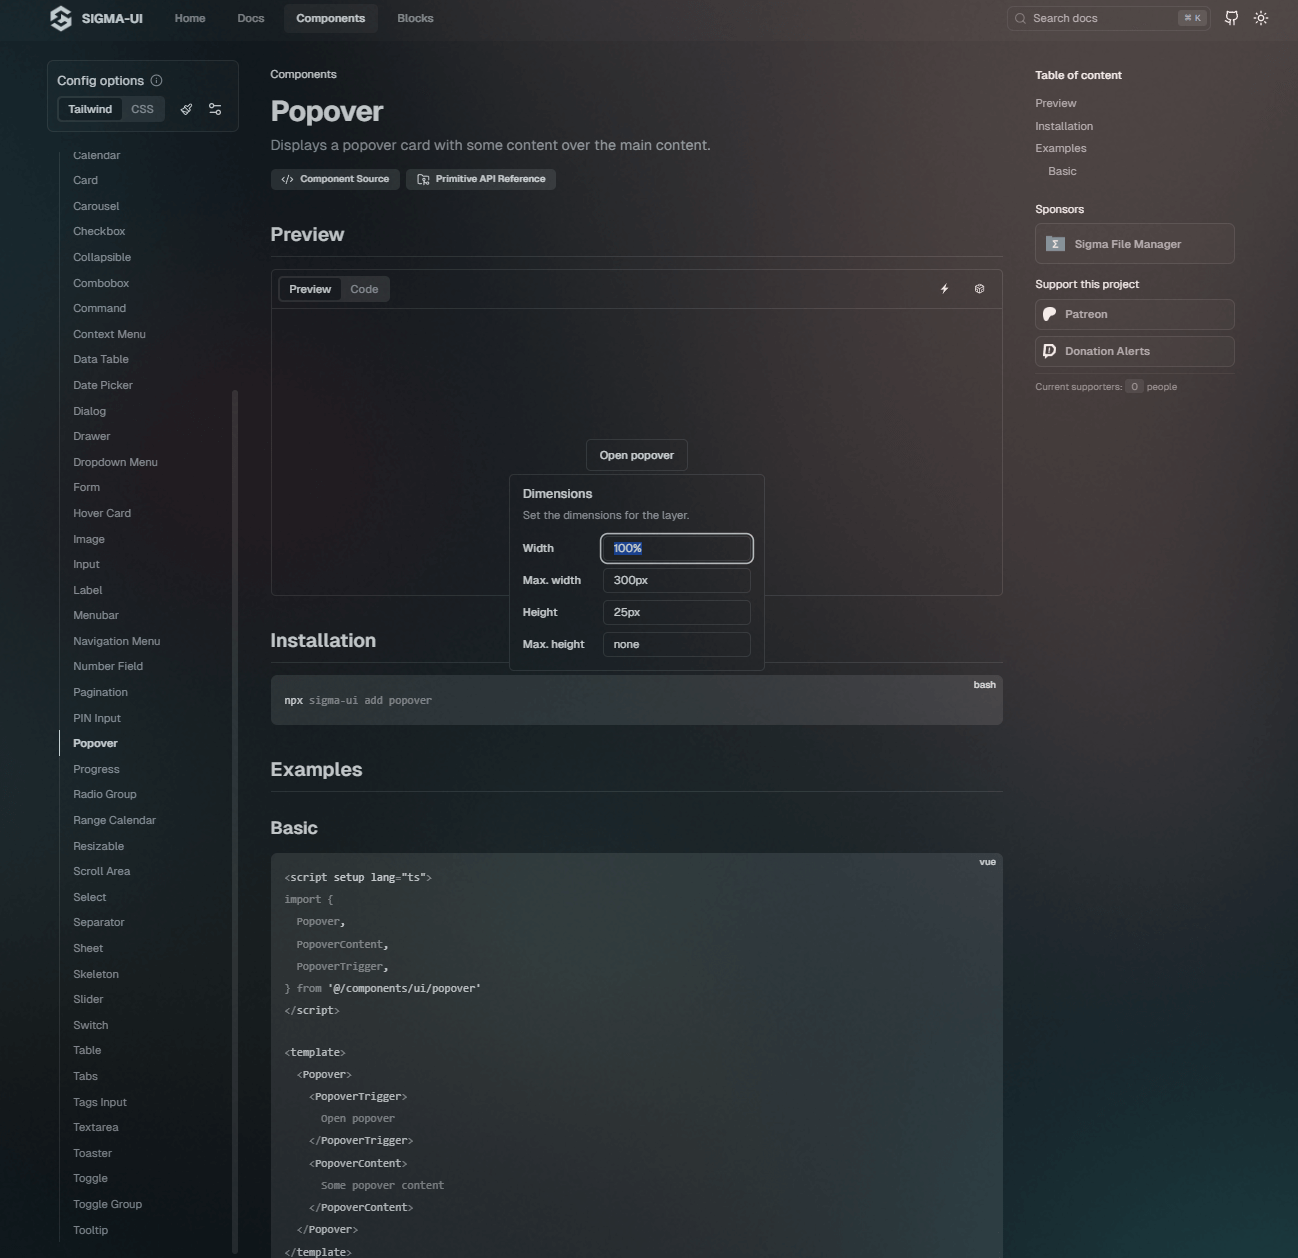 SIGMA-UI
Home
Docs
Components
Blocks
Search docs
⌘ K
Config options
Tailwind
CSS
Calendar
Card
Carousel
Checkbox
Collapsible
Combobox
Command
Context Menu
Data Table
Date Picker
Dialog
Drawer
Dropdown Menu
Form
Hover Card
Image
Input
Label
Menubar
Navigation Menu
Number Field
Pagination
PIN Input
Popover
Progress
Radio Group
Range Calendar
Resizable
Scroll Area
Select
Separator
Sheet
Skeleton
Slider
Switch
Table
Tabs
Tags Input
Textarea
Toaster
Toggle
Toggle Group
Tooltip
Components
Popover
Displays a popover card with some content over the main content.
Component Source
Primitive API Reference
Preview
Preview
Code
Open popover
Dimensions
Set the dimensions for the layer.
Width
100%
Max. width
300px
Height
25px
Max. height
none
Installation
bash
npx sigma-ui add popover
Examples
Basic
vue
<script setup lang="ts">
import {
  Popover,
  PopoverContent,
  PopoverTrigger,
} from '@/components/ui/popover'
</script>
<template>
  <Popover>
    <PopoverTrigger>
      Open popover
    </PopoverTrigger>
    <PopoverContent>
      Some popover content
    </PopoverContent>
  </Popover>
</template>
Table of content
Preview
Installation
Examples
Basic
Sponsors
Σ Sigma File Manager
Support this project
Patreon
Donation Alerts
Current supporters: 0 people